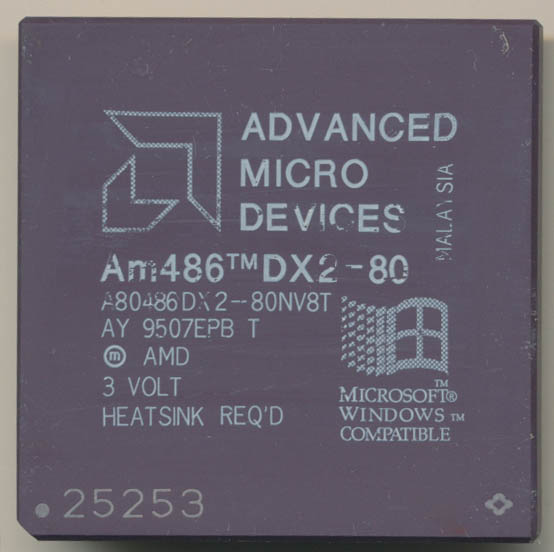 ADVANCED
MICRO
DEVICES
MALAYSIA
Am486™DX2-80
A80486DX2-80NV8T
AY 9507EPB T
ⓜ AMD
3 VOLT
HEATSINK REQ'D
MICROSOFT®
WINDOWS™
COMPATIBLE
TM
25253